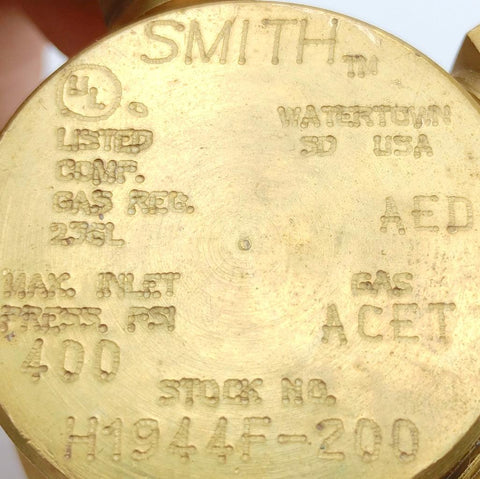 SMITH TM
UL
LISTED
COMP.
GAS REG.
236L
WATERTOWN
SD USA
AED
MAX. INLET
PRESS. PSI
400
GAS
ACET
STOCK NO.
H1944F-200